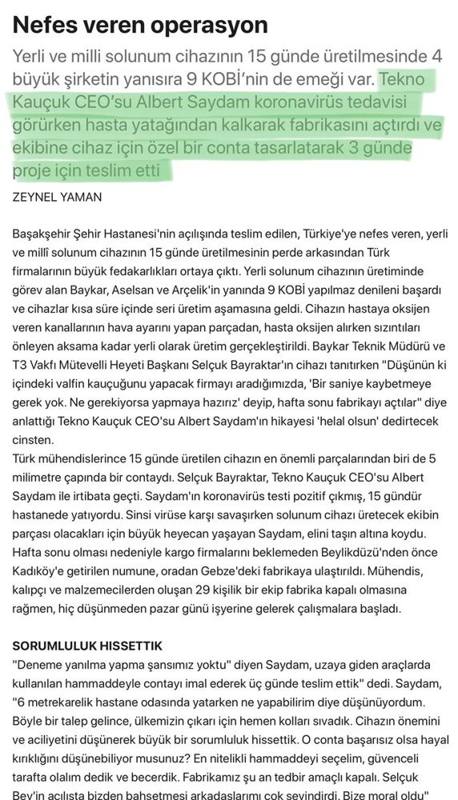 Nefes veren operasyon
Yerli ve milli solunum cihazının 15 günde üretilmesinde 4
büyük şirketin yanısıra 9 KOBİ'nin de emeği var. Tekno
Kauçuk CEO'su Albert Saydam koronavirüs tedavisi
görürken hasta yatağından kalkarak fabrikasını açtırdı ve
ekibine cihaz için özel bir conta tasarlatarak 3 günde
proje için teslim etti
ZEYNEL YAMAN
Başakşehir Şehir Hastanesi'nin açılışında teslim edilen, Türkiye'ye nefes veren, yerli
ve millî solunum cihazının 15 günde üretilmesinin perde arkasından Türk
firmalarının büyük fedakarlıkları ortaya çıktı. Yerli solunum cihazının üretiminde
görev alan Baykar, Aselsan ve Arçelik'in yanında 9 KOBİ yapılmaz denileni başardı
ve cihazlar kısa süre içinde seri üretim aşamasına geldi. Cihazın hastaya oksijen
veren kanallarının hava ayarını yapan parçadan, hasta oksijen alırken sızıntıları
önleyen aksama kadar yerli olarak üretim gerçekleştirildi. Baykar Teknik Müdürü ve
T3 Vakfı Mütevelli Heyeti Başkanı Selçuk Bayraktar'ın cihazı tanıtırken "Düşünün ki
içindeki valfin kauçuğunu yapacak firmayı aradığımızda, 'Bir saniye kaybetmeye
gerek yok. Ne gerekiyorsa yapmaya hazırız' deyip, hafta sonu fabrikayı açtılar" diye
anlattığı Tekno Kauçuk CEO'su Albert Saydam'ın hikayesi 'helal olsun' dedirtecek
cinsten.
Türk mühendislerince 15 günde üretilen cihazın en önemli parçalarından biri de 5
milimetre çapında bir contaydı. Selçuk Bayraktar, Tekno Kauçuk CEO'su Albert
Saydam ile irtibata geçti. Saydam'ın koronavirüs testi pozitif çıkmış, 15 gündür
hastanede yatıyordu. Sinsi virüse karşı savaşırken solunum cihazı üretecek ekibin
parçası olacakları için büyük heyecan yaşayan Saydam, elini taşın altına koydu.
Hafta sonu olması nedeniyle kargo firmalarını beklemeden Beylikdüzü'nden önce
Kadıköy'e getirilen numune, oradan Gebze'deki fabrikaya ulaştırıldı. Mühendis,
kalıpçı ve malzemecilerden oluşan 29 kişilik bir ekip fabrika kapalı olmasına
rağmen, hiç düşünmeden pazar günü işyerine gelerek çalışmalara başladı.
SORUMLULUK HISSETTIK
"Deneme yanılma yapma şansımız yoktu" diyen Saydam, uzaya giden araçlarda
kullanılan hammaddeyle contayı imal ederek üç günde teslim ettik" dedi. Saydam,
"6 metrekarelik hastane odasında yatarken ne yapabilirim diye düşünüyordum.
Böyle bir talep gelince, ülkemizin çıkarı için hemen kolları sıvadık. Cihazın önemini
ve aciliyetini düşünerek büyük bir sorumluluk hissettik. O conta başarısız olsa hayal
kırıklığını düşünebiliyor musunuz? En nitelikli hammaddeyi seçelim, güvenceli
tarafta olalım dedik ve becerdik. Fabrikamız şu an tedbir amaçlı kapalı. Selçuk
Bey'in açılışta bizden bahsetmesi arkadaşlarımı çok sevindirdi. Bize moral oldu"